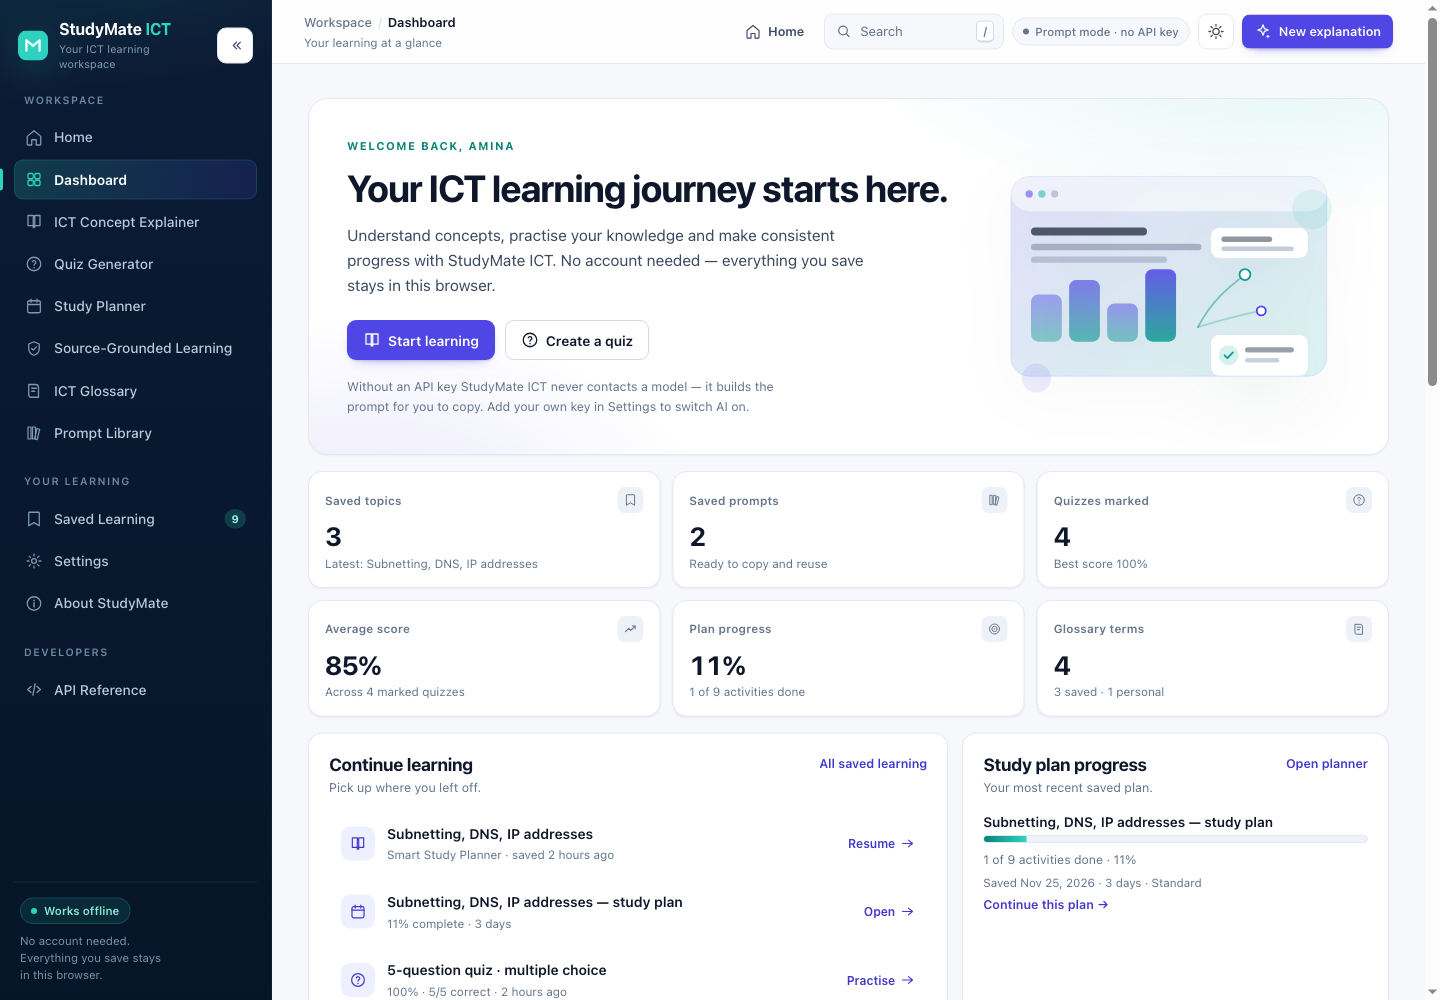 StudyMate ICT
Your ICT learning
workspace
WORKSPACE
Home
Dashboard
ICT Concept Explainer
Quiz Generator
Study Planner
Source-Grounded Learning
ICT Glossary
Prompt Library
YOUR LEARNING
Saved Learning 9
Settings
About StudyMate
DEVELOPERS
API Reference
Works offline
No account needed.
Everything you save stays
in this browser.
Workspace / Dashboard
Your learning at a glance
Home
Search /
Prompt mode · no API key
New explanation
WELCOME BACK, AMINA
Your ICT learning journey starts here.
Understand concepts, practise your knowledge and make consistent
progress with StudyMate ICT. No account needed — everything you save
stays in this browser.
Start learning
Create a quiz
Without an API key StudyMate ICT never contacts a model — it builds the
prompt for you to copy. Add your own key in Settings to switch AI on.
Saved topics
3
Latest: Subnetting, DNS, IP addresses
Saved prompts
2
Ready to copy and reuse
Quizzes marked
4
Best score 100%
Average score
85%
Across 4 marked quizzes
Plan progress
11%
1 of 9 activities done
Glossary terms
4
3 saved · 1 personal
Continue learning
All saved learning
Pick up where you left off.
Subnetting, DNS, IP addresses
Smart Study Planner · saved 2 hours ago
Resume →
Subnetting, DNS, IP addresses — study plan
11% complete · 3 days
Open →
5-question quiz · multiple choice
100% · 5/5 correct · 2 hours ago
Practise →
Study plan progress
Open planner
Your most recent saved plan.
Subnetting, DNS, IP addresses — study plan
1 of 9 activities done · 11%
Saved Nov 25, 2026 · 3 days · Standard
Continue this plan →